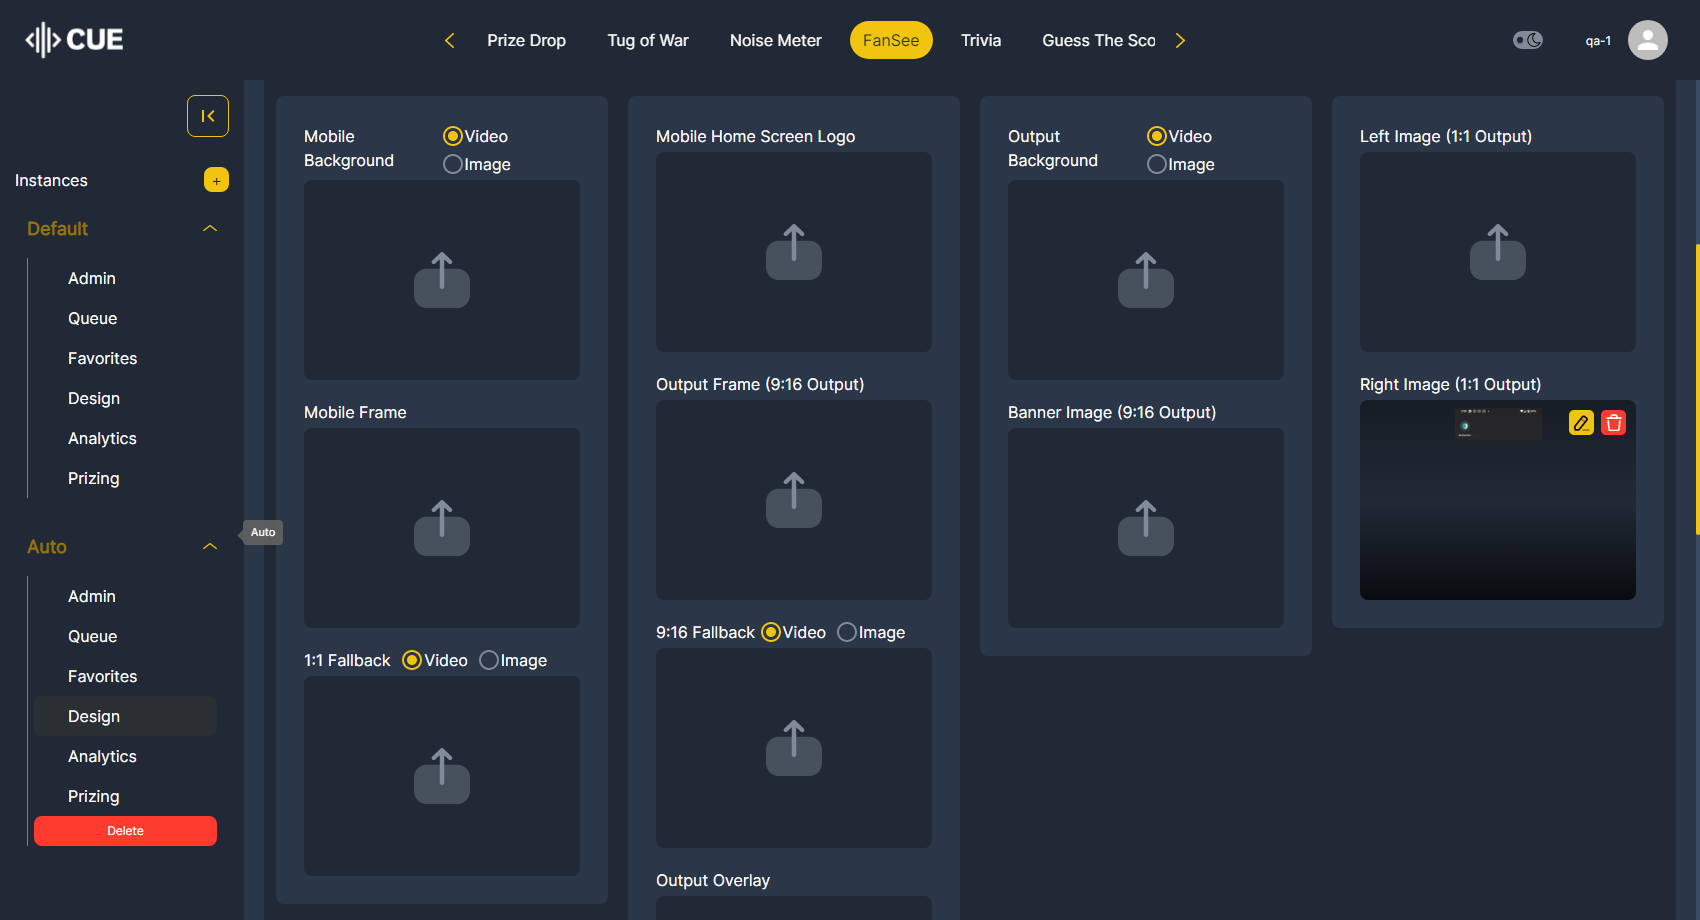 CUE
Prize Drop
Tug of War
Noise Meter
FanSee
Trivia
Guess The Sco
qa-1
Instances
+
Default
Admin
Queue
Favorites
Design
Analytics
Prizing
Auto
Auto
Admin
Queue
Favorites
Design
Analytics
Prizing
Delete
Mobile
Background
Video
Image
Mobile Frame
1:1 Fallback
Video
Image
Mobile Home Screen Logo
Output Frame (9:16 Output)
9:16 Fallback
Video
Image
Output Overlay
Output
Background
Video
Image
Banner Image (9:16 Output)
Left Image (1:1 Output)
Right Image (1:1 Output)